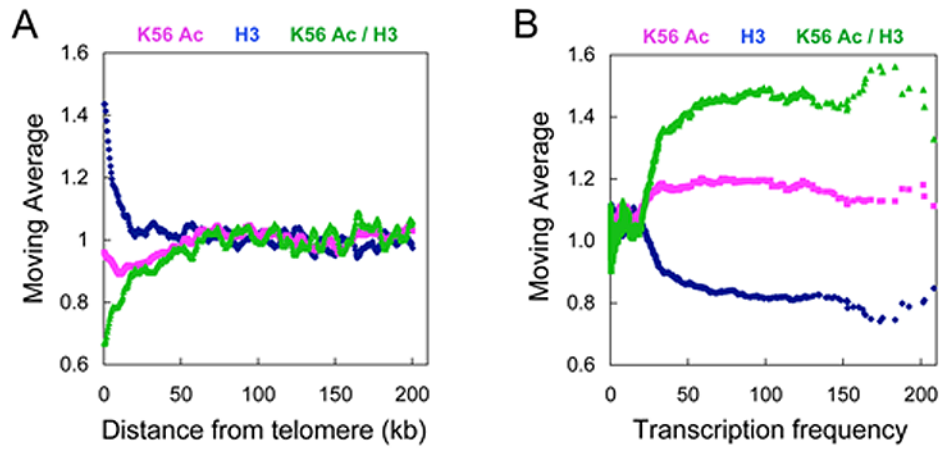 A
K56 Ac H3 K56 Ac / H3
1.6
1.4
1.2
1
0.8
0.6
0 50 100 150 200
Moving Average
Distance from telomere (kb)
B
K56 Ac H3 K56 Ac / H3
1.6
1.4
1.2
1.0
0.8
0.6
0 50 100 150 200
Moving Average
Transcription frequency